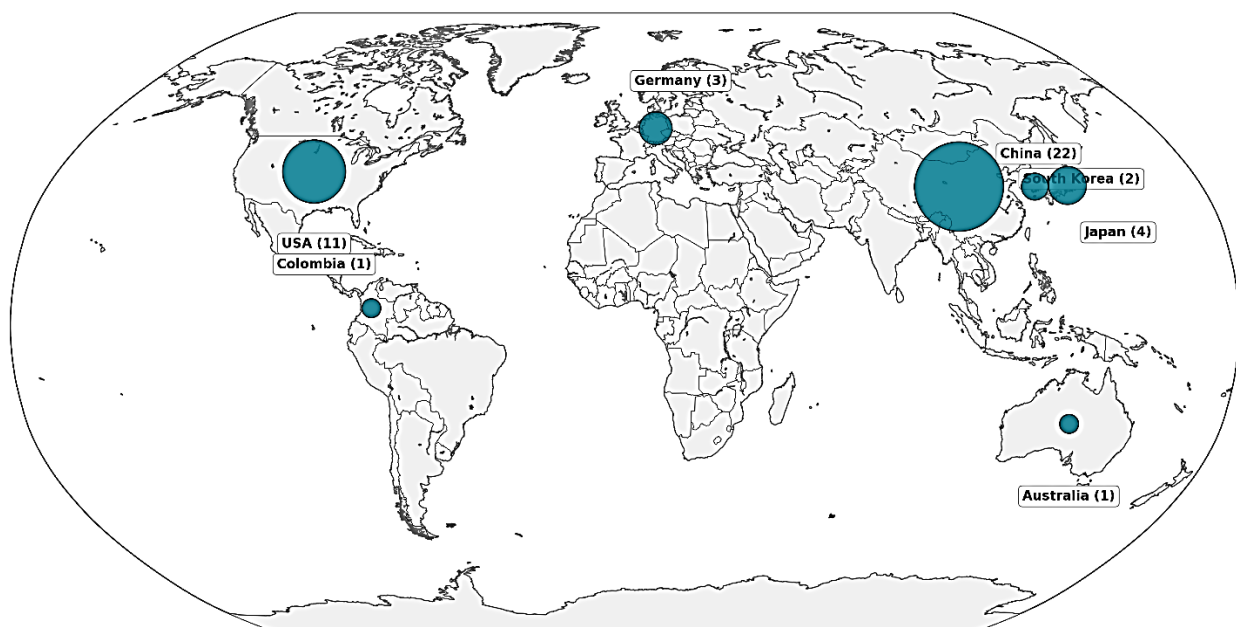 Germany (3)
China (22)
South Korea (2)
Japan (4)
USA (11)
Colombia (1)
Australia (1)